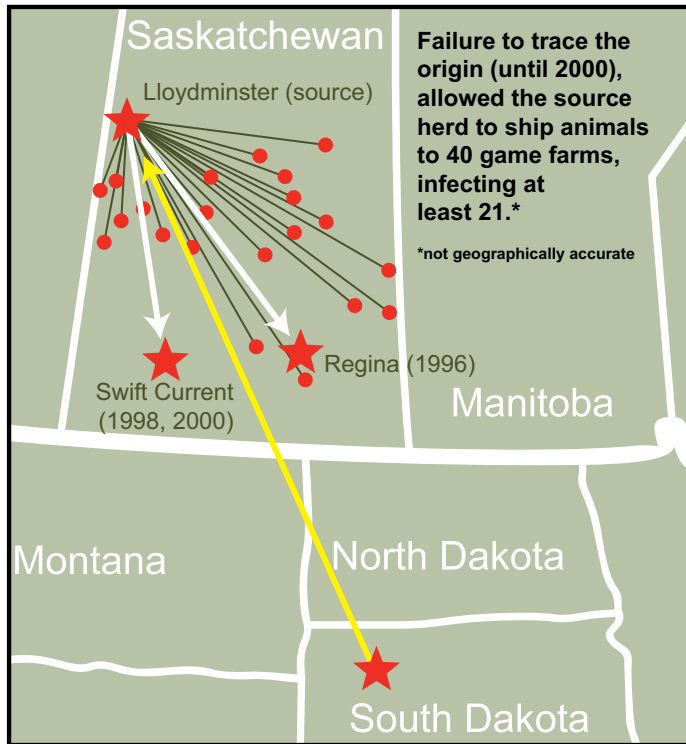 Saskatchewan
Lloydminster (source)
Failure to trace the
origin (until 2000),
allowed the source
herd to ship animals
to 40 game farms,
infecting at
least 21.*
*not geographically accurate
Regina (1996)
Swift Current
(1998, 2000)
Manitoba
Montana
North Dakota
South Dakota